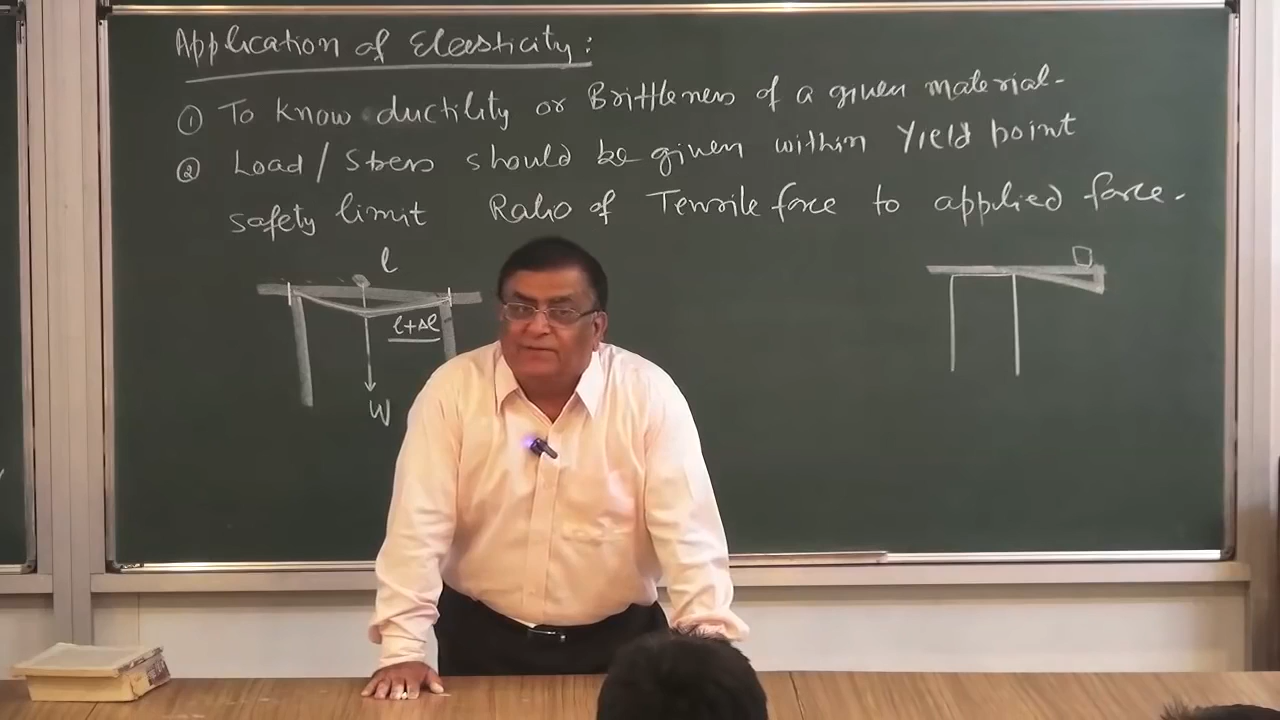 Application of Elasticity:
① To know ductility or Brittleness of a given material-
② Load/Stress should be given within Yield point
safety limit Ratio of Tensile force to applied force.
l
l+Δl
W